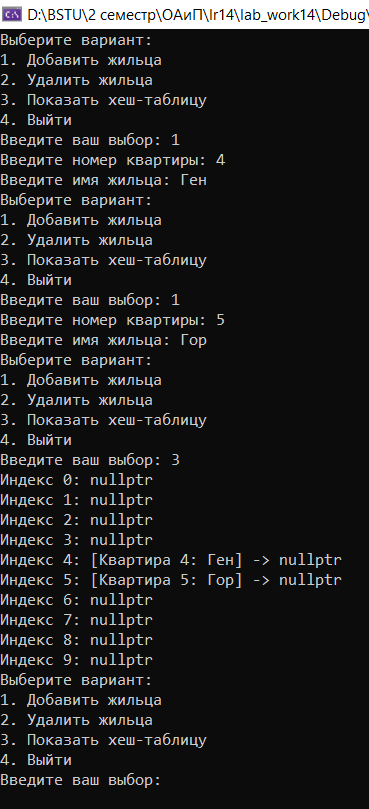 D:\BSTU\2 семестр\ОАиП\lr14\lab_work14\Debug\
Выберите вариант:
1. Добавить жильца
2. Удалить жильца
3. Показать хеш-таблицу
4. Выйти
Введите ваш выбор: 1
Введите номер квартиры: 4
Введите имя жильца: Ген
Выберите вариант:
1. Добавить жильца
2. Удалить жильца
3. Показать хеш-таблицу
4. Выйти
Введите ваш выбор: 1
Введите номер квартиры: 5
Введите имя жильца: Гор
Выберите вариант:
1. Добавить жильца
2. Удалить жильца
3. Показать хеш-таблицу
4. Выйти
Введите ваш выбор: 3
Индекс 0: nullptr
Индекс 1: nullptr
Индекс 2: nullptr
Индекс 3: nullptr
Индекс 4: [Квартира 4: Ген] -> nullptr
Индекс 5: [Квартира 5: Гор] -> nullptr
Индекс 6: nullptr
Индекс 7: nullptr
Индекс 8: nullptr
Индекс 9: nullptr
Выберите вариант:
1. Добавить жильца
2. Удалить жильца
3. Показать хеш-таблицу
4. Выйти
Введите ваш выбор: